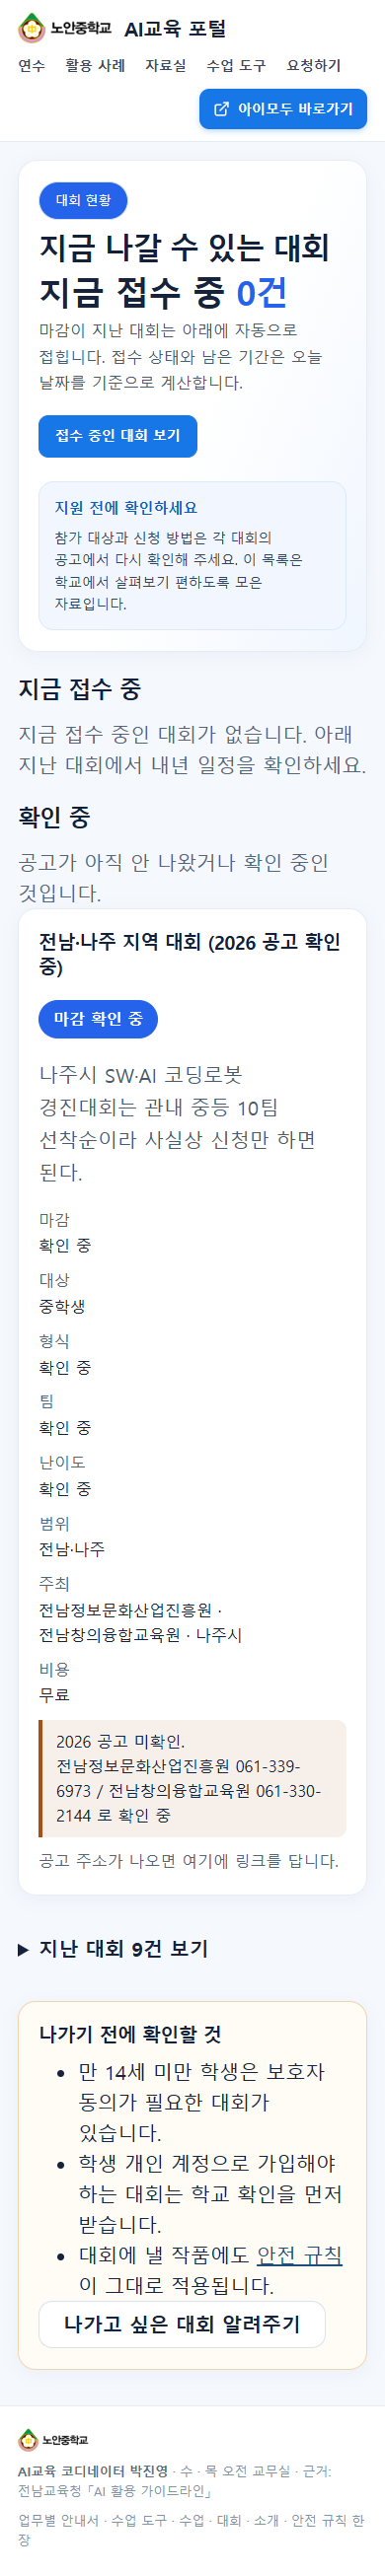 노안중학교 AI교육 포털
연수 활용 사례 자료실 수업 도구 요청하기
아이모두 바로가기
대회 현황
지금 나갈 수 있는 대회
지금 접수 중 0건
마감이 지난 대회는 아래에 자동으로
접힙니다. 접수 상태와 남은 기간은 오늘
날짜를 기준으로 계산합니다.
접수 중인 대회 보기
지원 전에 확인하세요
참가 대상과 신청 방법은 각 대회의
공고에서 다시 확인해 주세요. 이 목록은
학교에서 살펴보기 편하도록 모은
자료입니다.
지금 접수 중
지금 접수 중인 대회가 없습니다. 아래
지난 대회에서 내년 일정을 확인하세요.
확인 중
공고가 아직 안 나왔거나 확인 중인
것입니다.
전남·나주 지역 대회 (2026 공고 확인
중)
마감 확인 중
나주시 SW·AI 코딩로봇
경진대회는 관내 중등 10팀
선착순이라 사실상 신청만 하면
된다.
마감
확인 중
대상
중학생
형식
확인 중
팀
확인 중
난이도
확인 중
범위
전남·나주
주최
전남정보문화산업진흥원 ·
전남창의융합교육원 · 나주시
비용
무료
2026 공고 미확인.
전남정보문화산업진흥원 061-339-
6973 / 전남창의융합교육원 061-330-
2144 로 확인 중
공고 주소가 나오면 여기에 링크를 답니다.
▶ 지난 대회 9건 보기
나가기 전에 확인할 것
• 만 14세 미만 학생은 보호자
동의가 필요한 대회가
있습니다.
• 학생 개인 계정으로 가입해야
하는 대회는 학교 확인을 먼저
받습니다.
• 대회에 낼 작품에도 안전 규칙
이 그대로 적용됩니다.
나가고 싶은 대회 알려주기
노안중학교
AI교육 코디네이터 박진영 · 수 · 목 오전 교무실 · 근거:
전남교육청 「AI 활용 가이드라인」
업무별 안내서 · 수업 도구 · 수업 · 대회 · 소개 · 안전 규칙 한
장